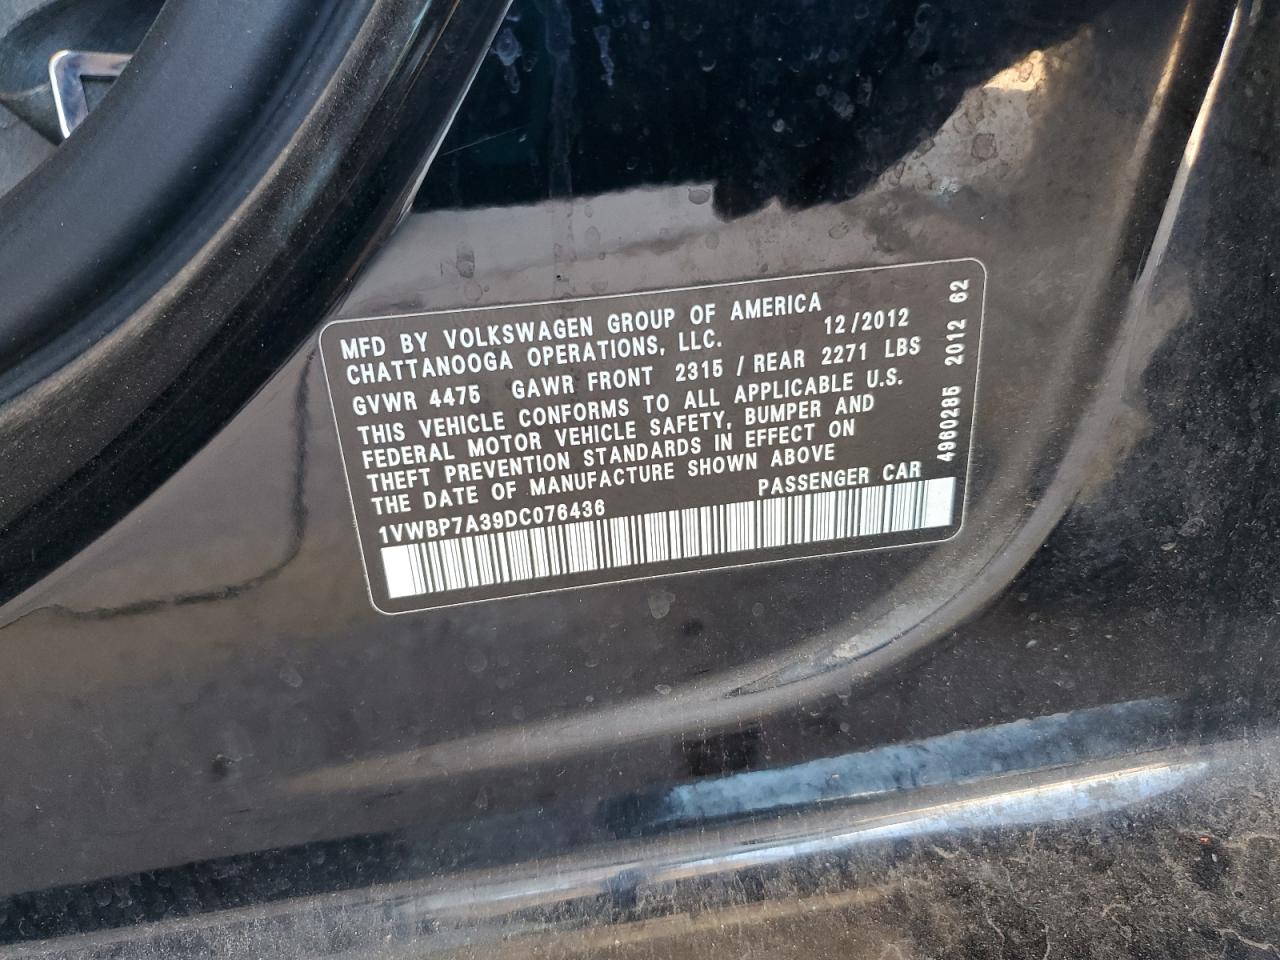 MFD BY VOLKSWAGEN GROUP OF AMERICA
CHATTANOOGA OPERATIONS, LLC. 12/2012
GVWR 4475 GAWR FRONT 2315 / REAR 2271 LBS
THIS VEHICLE CONFORMS TO ALL APPLICABLE U.S.
FEDERAL MOTOR VEHICLE SAFETY, BUMPER AND
THEFT PREVENTION STANDARDS IN EFFECT ON
THE DATE OF MANUFACTURE SHOWN ABOVE
1VWBP7A39DC076436 PASSENGER CAR
4960286 2012 62